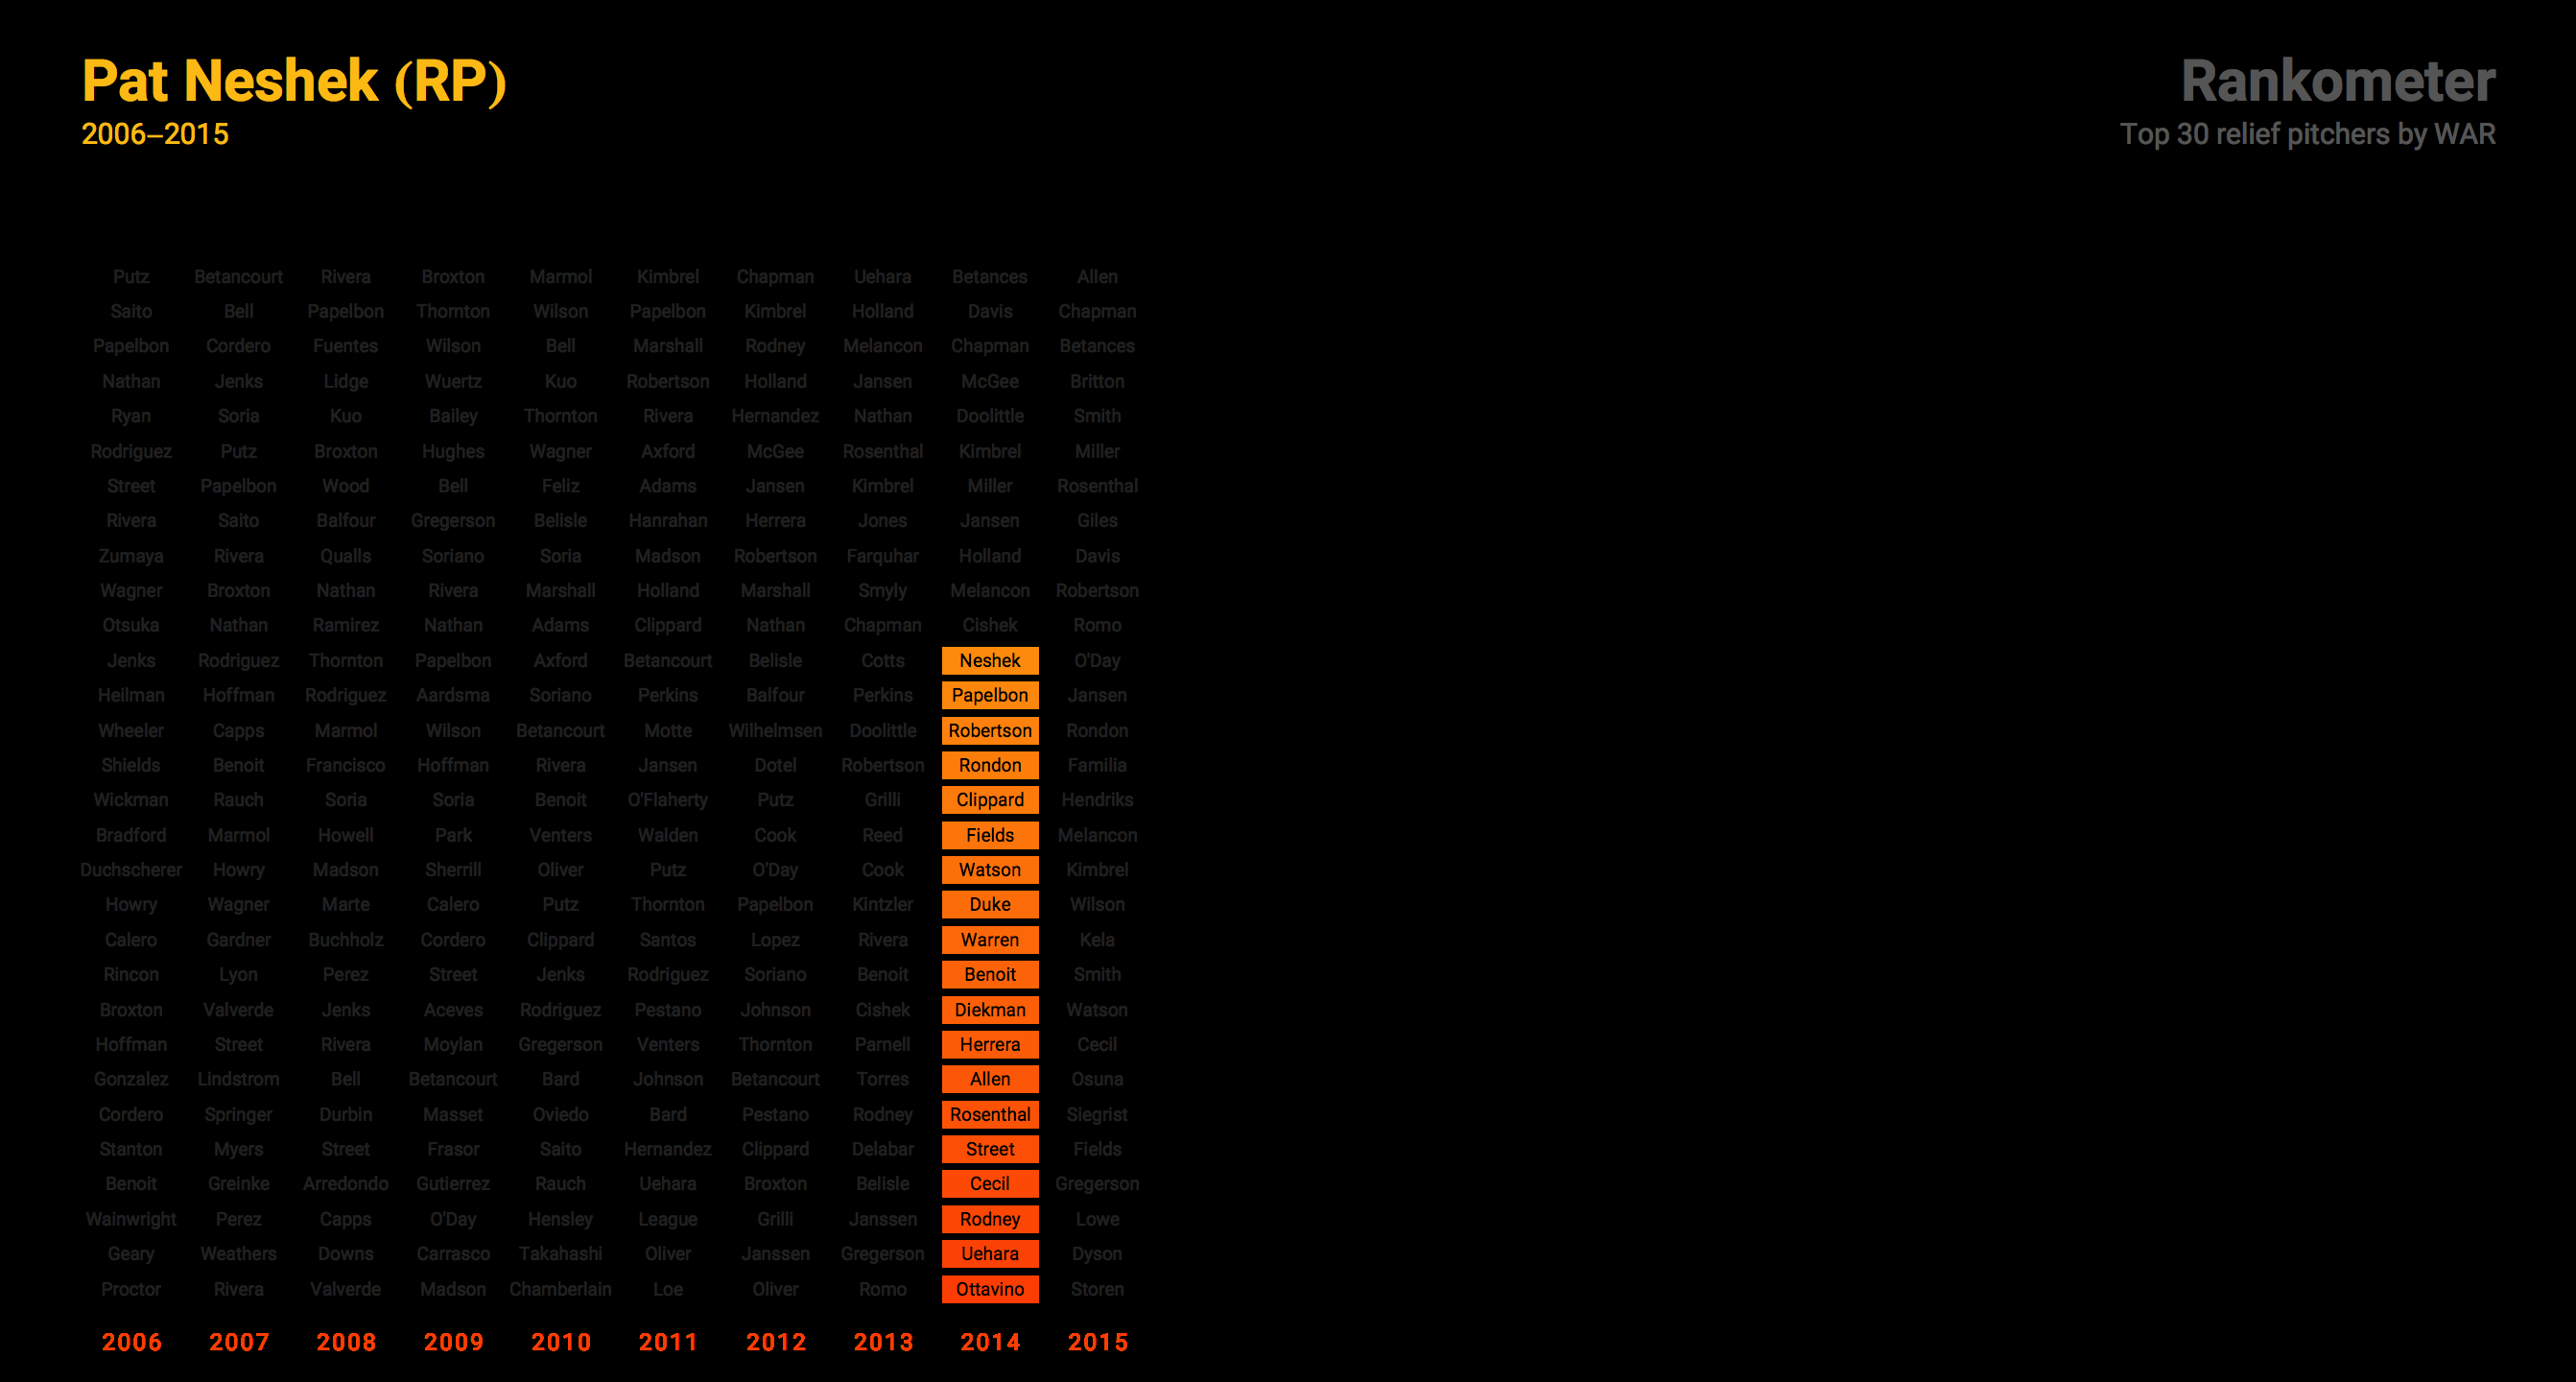 Pat Neshek (RP)
2006–2015
Rankometer
Top 30 relief pitchers by WAR
Putz Betancourt Rivera Broxton Marmol Kimbrel Chapman Uehara Betances Allen
Saito Bell Papelbon Thornton Wilson Papelbon Kimbrel Holland Davis Chapman
Papelbon Cordero Fuentes Wilson Bell Marshall Rodney Melancon Chapman Betances
Nathan Jenks Lidge Wuertz Kuo Robertson Holland Jansen McGee Britton
Ryan Soria Kuo Bailey Thornton Rivera Hernandez Nathan Doolittle Smith
Rodriguez Putz Broxton Hughes Wagner Axford McGee Rosenthal Kimbrel Miller
Street Papelbon Wood Bell Feliz Adams Jansen Kimbrel Miller Rosenthal
Rivera Saito Balfour Gregerson Belisle Hanrahan Herrera Jones Jansen Giles
Zumaya Rivera Qualls Soriano Soria Madson Robertson Farquhar Holland Davis
Wagner Broxton Nathan Rivera Marshall Holland Marshall Smyly Melancon Robertson
Otsuka Nathan Ramirez Nathan Adams Clippard Nathan Chapman Cishek Romo
Jenks Rodriguez Thornton Papelbon Axford Betancourt Belisle Cotts Neshek O'Day
Heilman Hoffman Rodriguez Aardsma Soriano Perkins Balfour Perkins Papelbon Jansen
Wheeler Capps Marmol Wilson Betancourt Motte Wilhelmsen Doolittle Robertson Rondon
Shields Benoit Francisco Hoffman Rivera Jansen Dotel Robertson Rondon Familia
Wickman Rauch Soria Soria Benoit O'Flaherty Putz Grilli Clippard Hendriks
Bradford Marmol Howell Park Venters Walden Cook Reed Fields Melancon
Duchscherer Howry Madson Sherrill Oliver Putz O'Day Cook Watson Kimbrel
Howry Wagner Marte Calero Putz Thornton Papelbon Kintzler Duke Wilson
Calero Gardner Buchholz Cordero Clippard Santos Lopez Rivera Warren Kela
Rincon Lyon Perez Street Jenks Rodriguez Soriano Benoit Benoit Smith
Broxton Valverde Jenks Aceves Rodriguez Pestano Johnson Cishek Diekman Watson
Hoffman Street Rivera Moylan Gregerson Venters Thornton Parnell Herrera Cecil
Gonzalez Lindstrom Bell Betancourt Bard Johnson Betancourt Torres Allen Osuna
Cordero Springer Durbin Masset Oviedo Bard Pestano Rodney Rosenthal Siegrist
Stanton Myers Street Frasor Saito Hernandez Clippard Delabar Street Fields
Benoit Greinke Arredondo Gutierrez Rauch Uehara Broxton Belisle Cecil Gregerson
Wainwright Perez Capps O'Day Hensley League Grilli Janssen Rodney Lowe
Geary Weathers Downs Carrasco Takahashi Oliver Janssen Gregerson Uehara Dyson
Proctor Rivera Valverde Madson Chamberlain Loe Oliver Romo Ottavino Storen
2006 2007 2008 2009 2010 2011 2012 2013 2014 2015